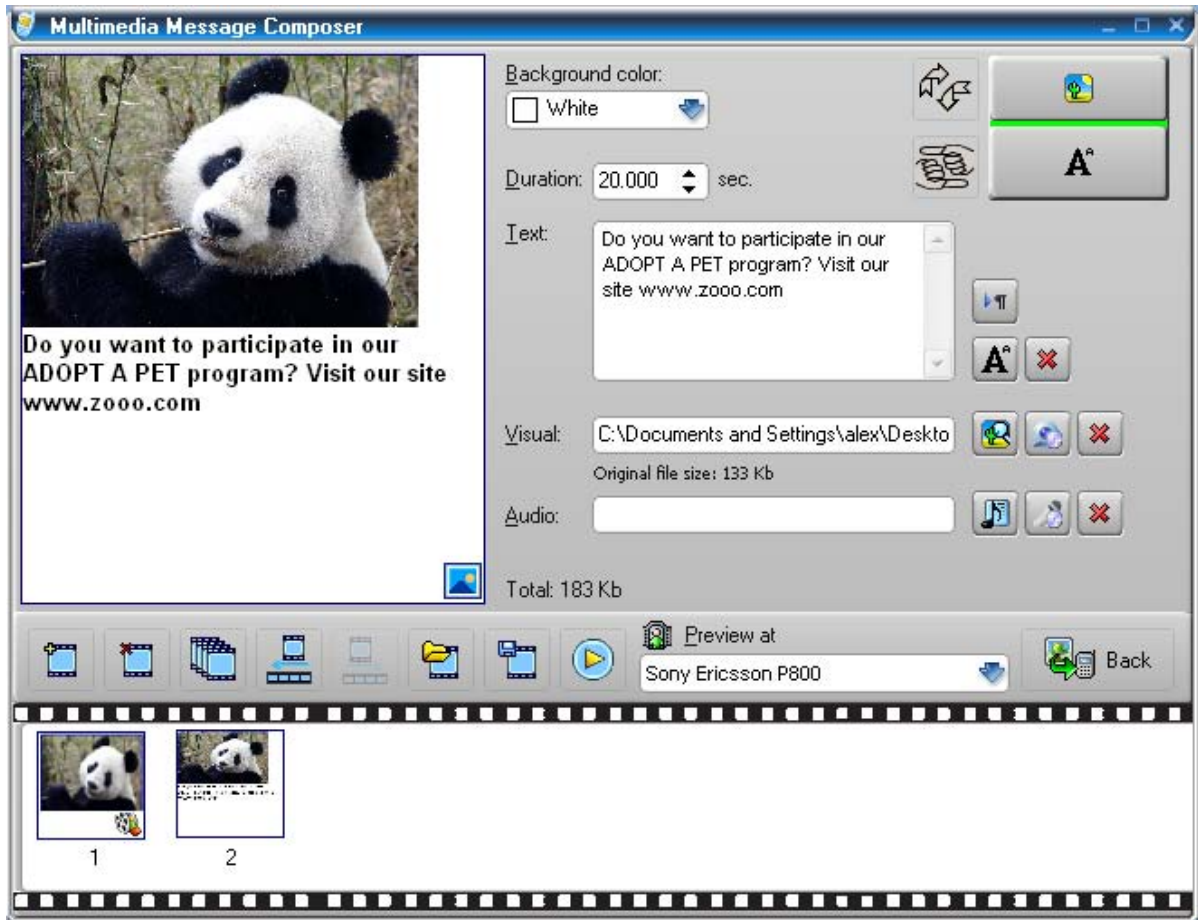 Multimedia Message Composer
Background color:
White
Duration: 20.000 sec.
Text:
Do you want to participate in our
ADOPT A PET program? Visit our
site www.zooo.com
Do you want to participate in our
ADOPT A PET program? Visit our site
www.zooo.com
Visual: C:\Documents and Settings\alex\Deskto
Original file size: 133 Kb
Audio:
Total: 183 Kb
Preview at
Sony Ericsson P800
Back
1
2